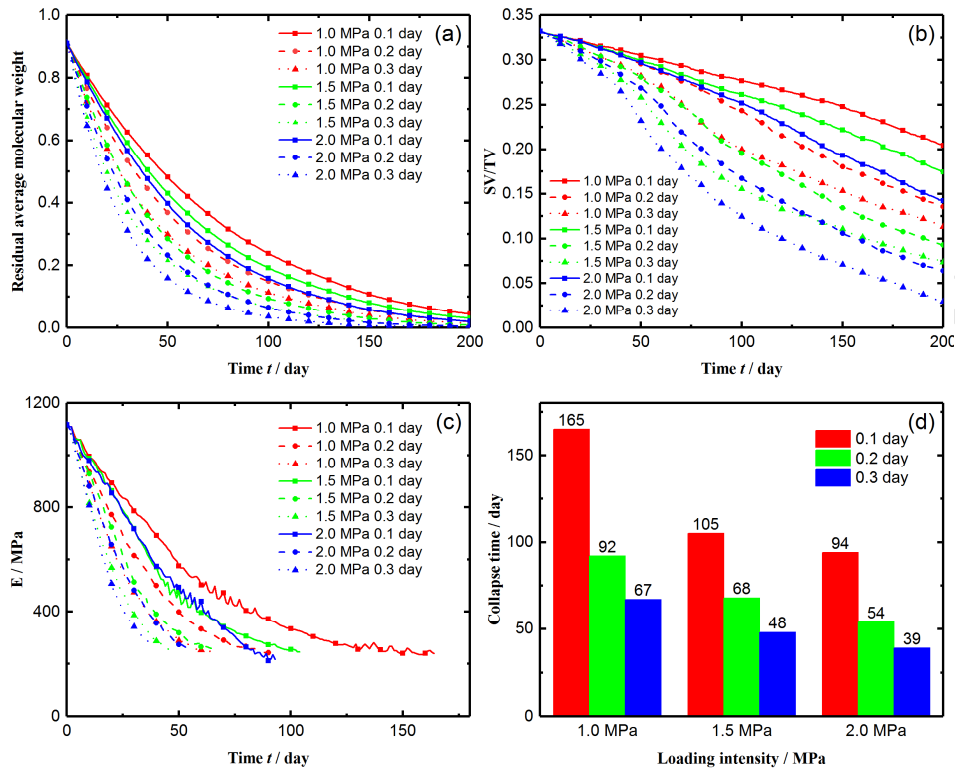 (a)
1.0 MPa 0.1 day
1.0 MPa 0.2 day
1.0 MPa 0.3 day
1.5 MPa 0.1 day
1.5 MPa 0.2 day
1.5 MPa 0.3 day
2.0 MPa 0.1 day
2.0 MPa 0.2 day
2.0 MPa 0.3 day
Residual average molecular weight
1.0
0.8
0.6
0.4
0.2
0.0
0
50
100
150
200
Time t / day
(b)
SV/TV
0.35
0.30
0.25
0.20
0.15
0.10
0.05
0.00
1.0 MPa 0.1 day
1.0 MPa 0.2 day
1.0 MPa 0.3 day
1.5 MPa 0.1 day
1.5 MPa 0.2 day
1.5 MPa 0.3 day
2.0 MPa 0.1 day
2.0 MPa 0.2 day
2.0 MPa 0.3 day
0
50
100
150
200
Time t / day
(c)
1.0 MPa 0.1 day
1.0 MPa 0.2 day
1.0 MPa 0.3 day
1.5 MPa 0.1 day
1.5 MPa 0.2 day
1.5 MPa 0.3 day
2.0 MPa 0.1 day
2.0 MPa 0.2 day
2.0 MPa 0.3 day
E / MPa
1200
800
400
0
0
50
100
150
Time t / day
(d)
0.1 day
0.2 day
0.3 day
Collapse time / day
150
100
50
0
165
92
67
105
68
48
94
54
39
1.0 MPa
1.5 MPa
2.0 MPa
Loading intensity / MPa